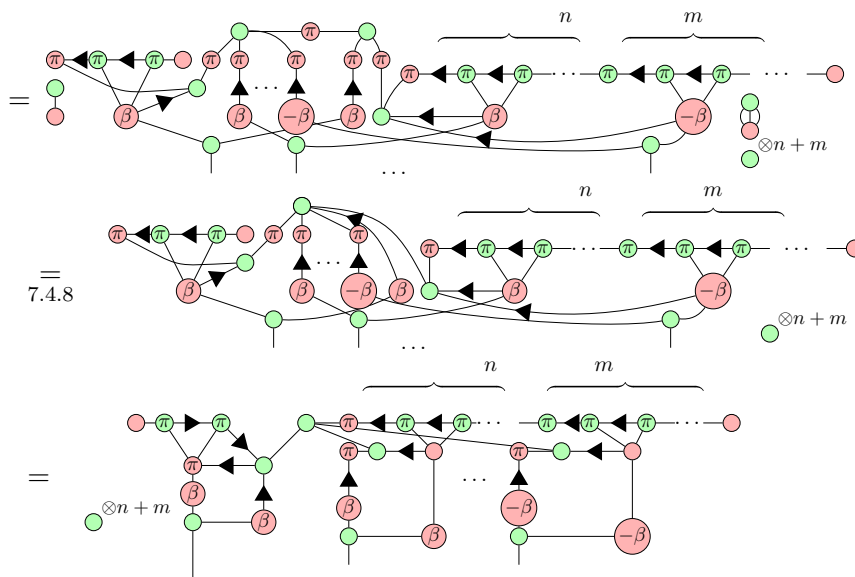 n m
π π π π π π π π π π π π π π
= β β −β β β −β ⊗n + m
...
n m
π π π π π π π π π π π π
= β β −β β β −β
7.4.8 ⊗n + m
...
n m
π π π π π π π π
π π π
= β β −β ⊗n + m ...
β β −β